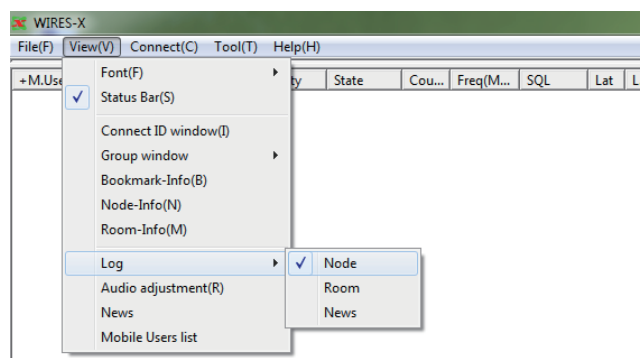 WIRES-X
File(F) View(V) Connect(C) Tool(T) Help(H)
+M.Use ty State Cou... Freq(M... SQL Lat L
Font(F)
Status Bar(S)
Connect ID window(I)
Group window
Bookmark-Info(B)
Node-Info(N)
Room-Info(M)
Log Node
Audio adjustment(R) Room
News News
Mobile Users list